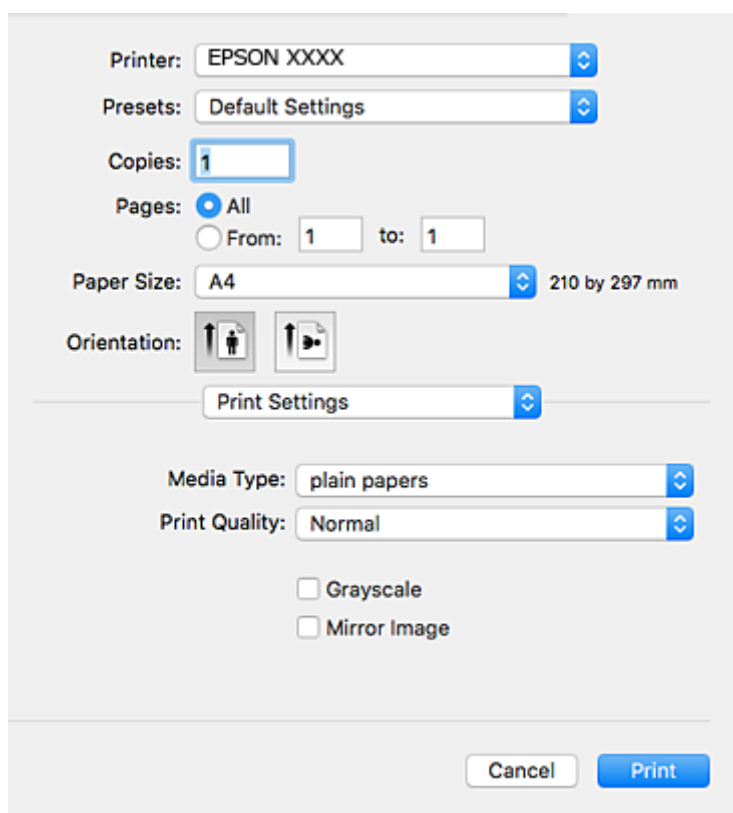 Printer: EPSON XXXX
Presets: Default Settings
Copies: 1
Pages: All
From: 1 to: 1
Paper Size: A4 210 by 297 mm
Orientation:
Print Settings
Media Type: plain papers
Print Quality: Normal
Grayscale
Mirror Image
Cancel Print